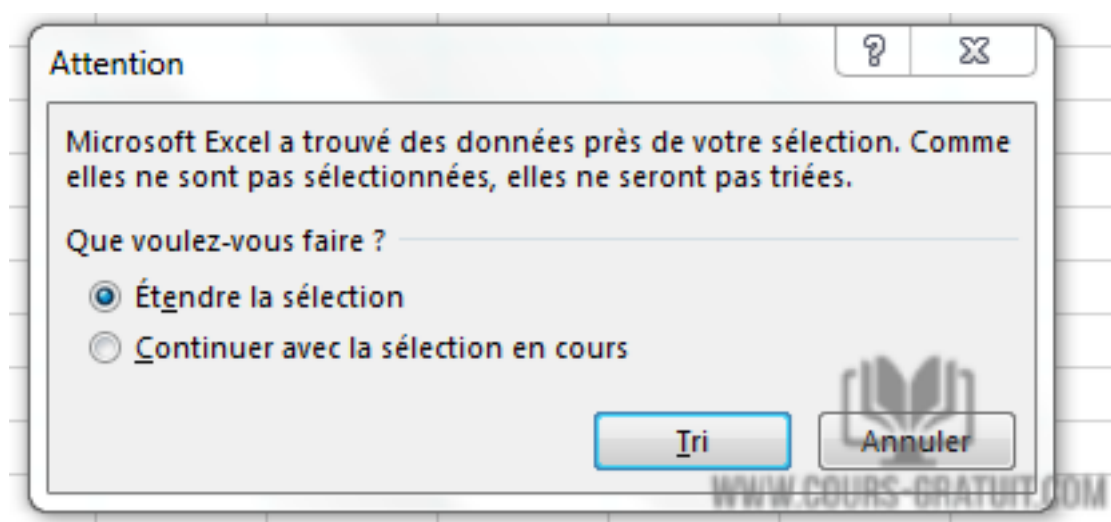 Attention
Microsoft Excel a trouvé des données près de votre sélection. Comme
elles ne sont pas sélectionnées, elles ne seront pas triées.
Que voulez-vous faire ?
Étendre la sélection
Continuer avec la sélection en cours
Tri
Annuler
WWW.COURS-GRATUIT.COM